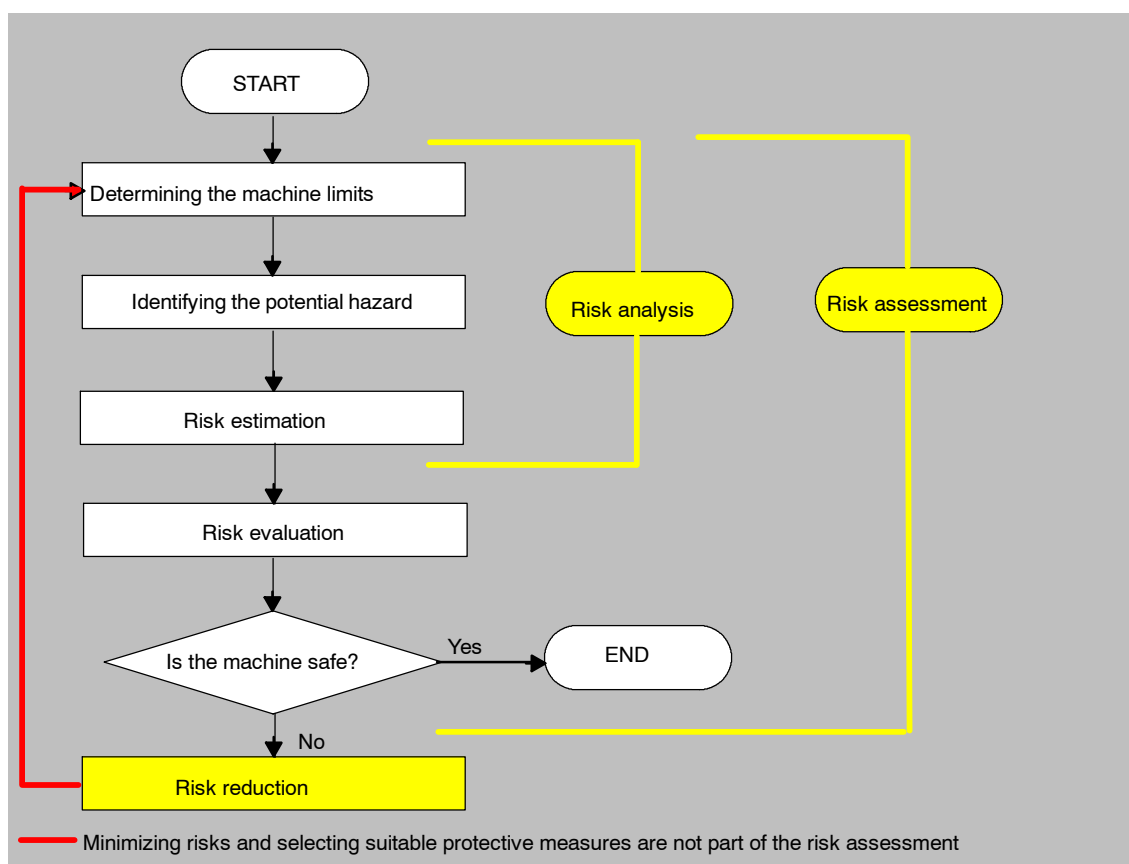 START
Determining the machine limits
Identifying the potential hazard
Risk analysis
Risk assessment
Risk estimation
Risk evaluation
Is the machine safe?
Yes
END
No
Risk reduction
Minimizing risks and selecting suitable protective measures are not part of the risk assessment